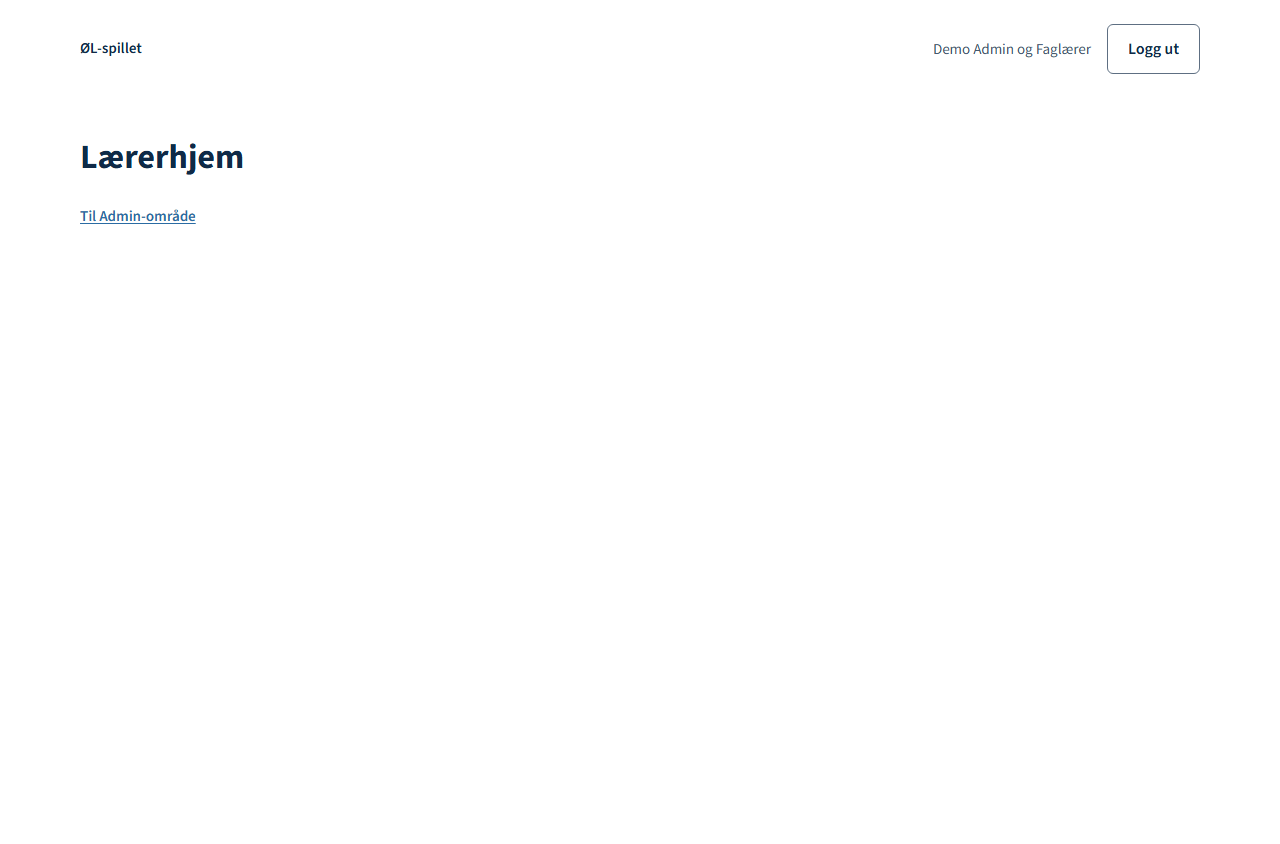 ØL-spillet
Demo Admin og Faglærer
Logg ut
Lærerhjem
Til Admin-område